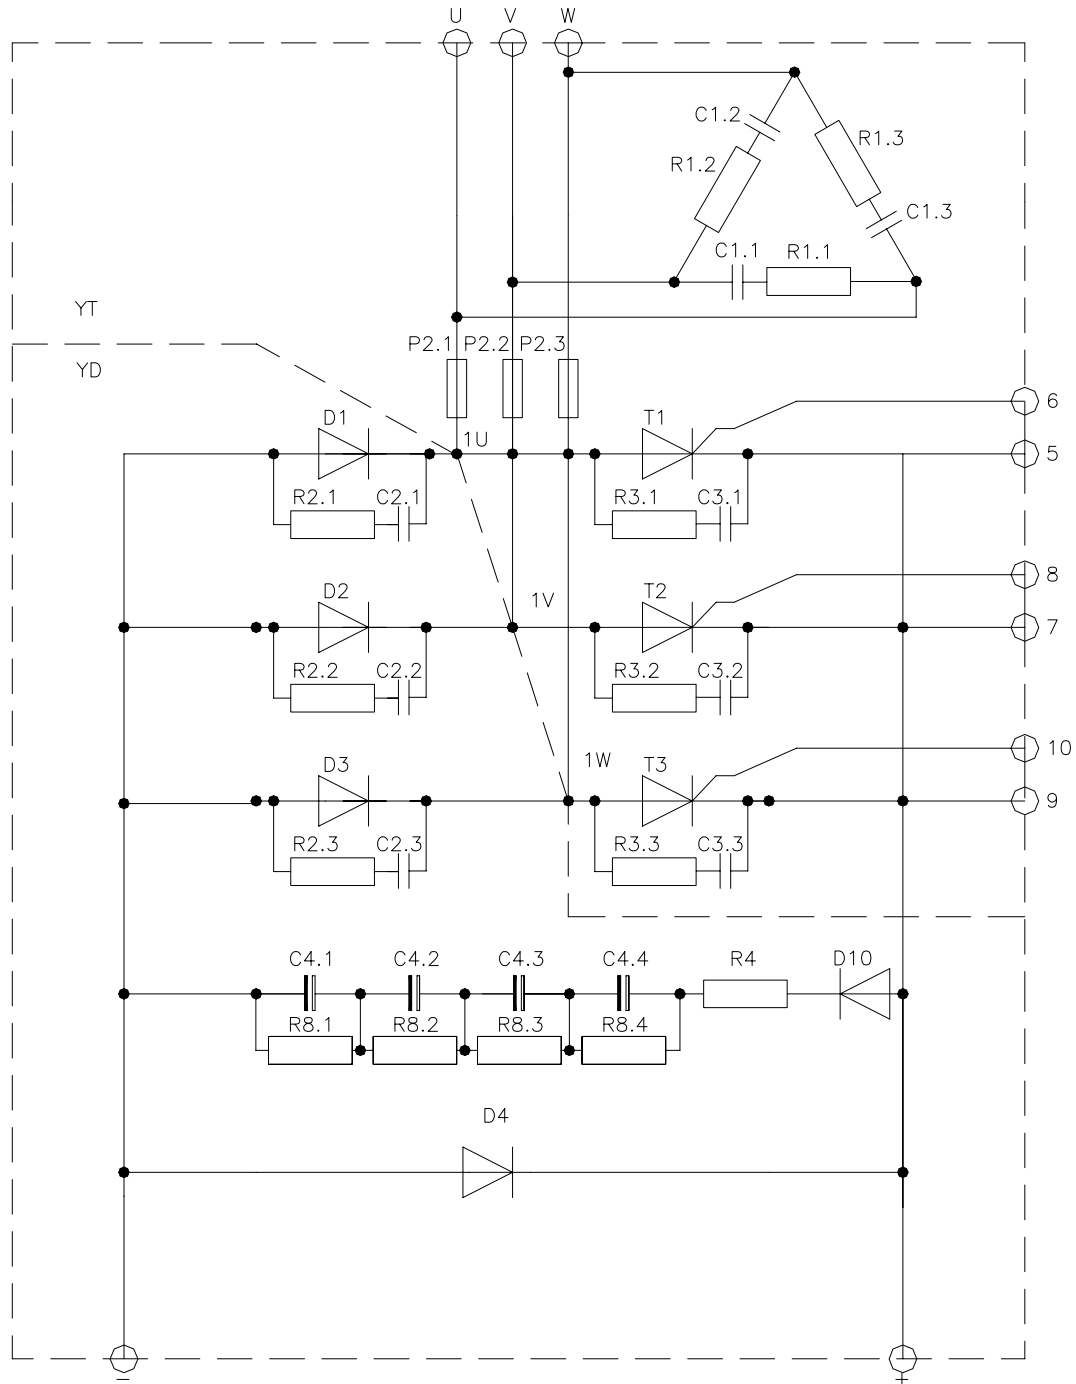 U V W
C1.2
R1.3
R1.2
C1.3
C1.1 R1.1
YT
P2.1 P2.2 P2.3
YD
6
D1 1U T1
5
R2.1 C2.1 R3.1 C3.1
8
D2 1V T2
7
R2.2 C2.2 R3.2 C3.2
10
D3 1W T3
9
R2.3 C2.3 R3.3 C3.3
C4.1 C4.2 C4.3 C4.4 R4 D10
R8.1 R8.2 R8.3 R8.4
D4
− +